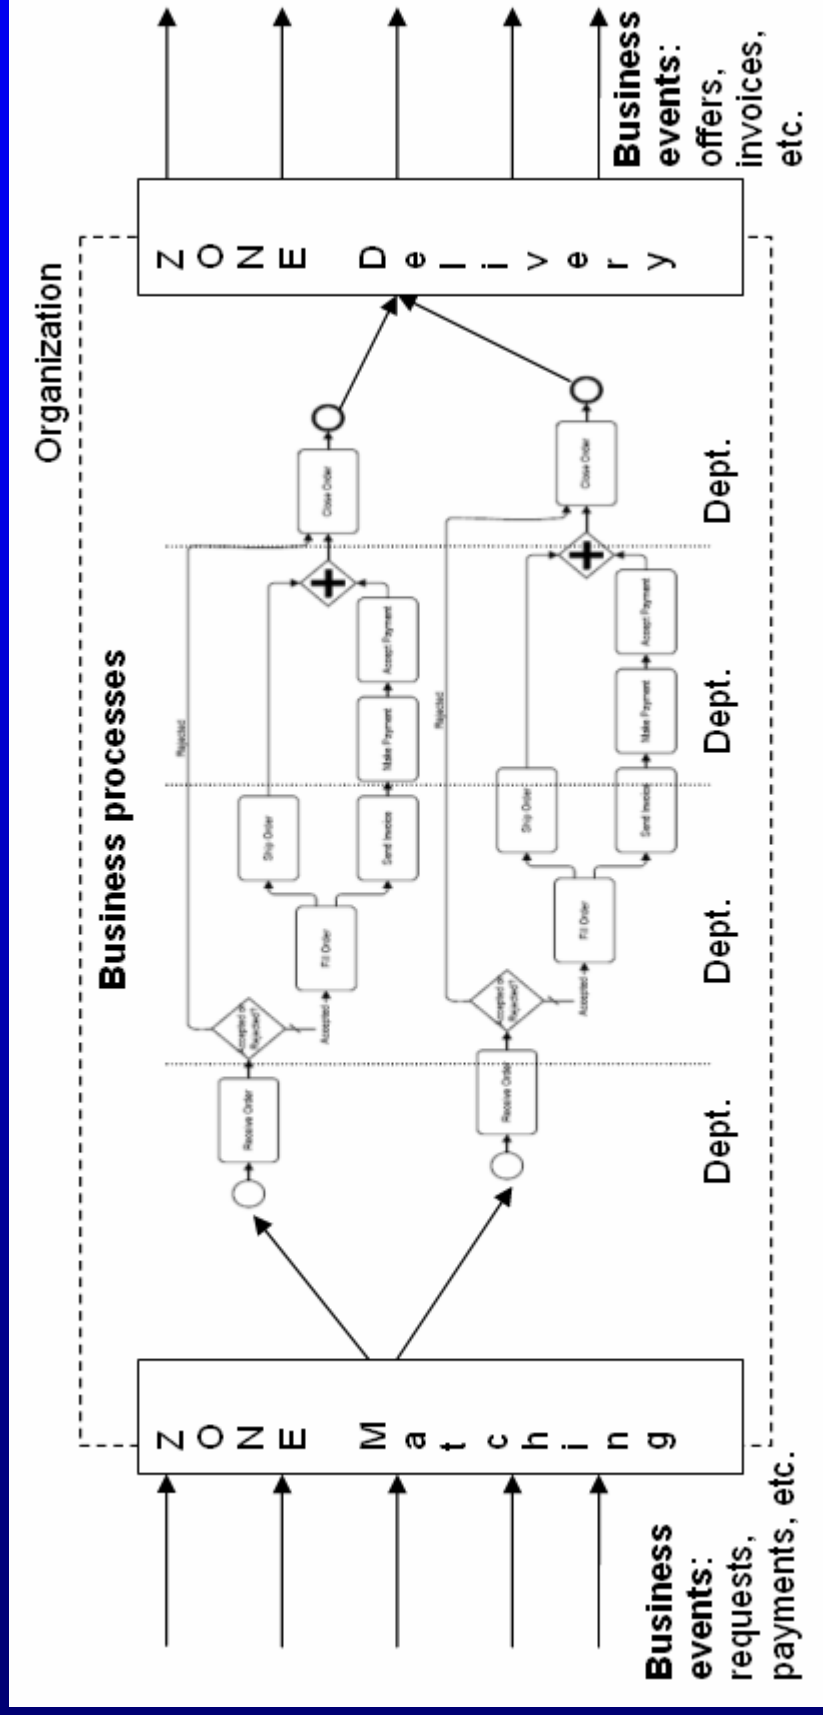 Organization
Business processes
ZONE Matching
ZONE Delivery
Business
events:
requests,
payments, etc.
Business
events:
offers,
invoices,
etc.
Receive Order
Accepted or
Rejected?
Rejected
Accepted
Fill Order
Ship Order
Send Invoice
Make Payment
Accept Payment
Close Order
Receive Order
Accepted or
Rejected?
Rejected
Accepted
Fill Order
Ship Order
Send Invoice
Make Payment
Accept Payment
Close Order
Dept.
Dept.
Dept.
Dept.